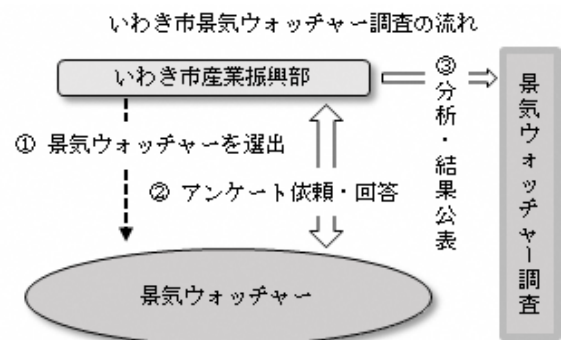 いわき市景気ウォッチャー調査の流れ
いわき市産業振興部
① 景気ウォッチャーを選出
② アンケート依頼・回答
③分析・結果公表
景気ウォッチャー調査
景気ウォッチャー